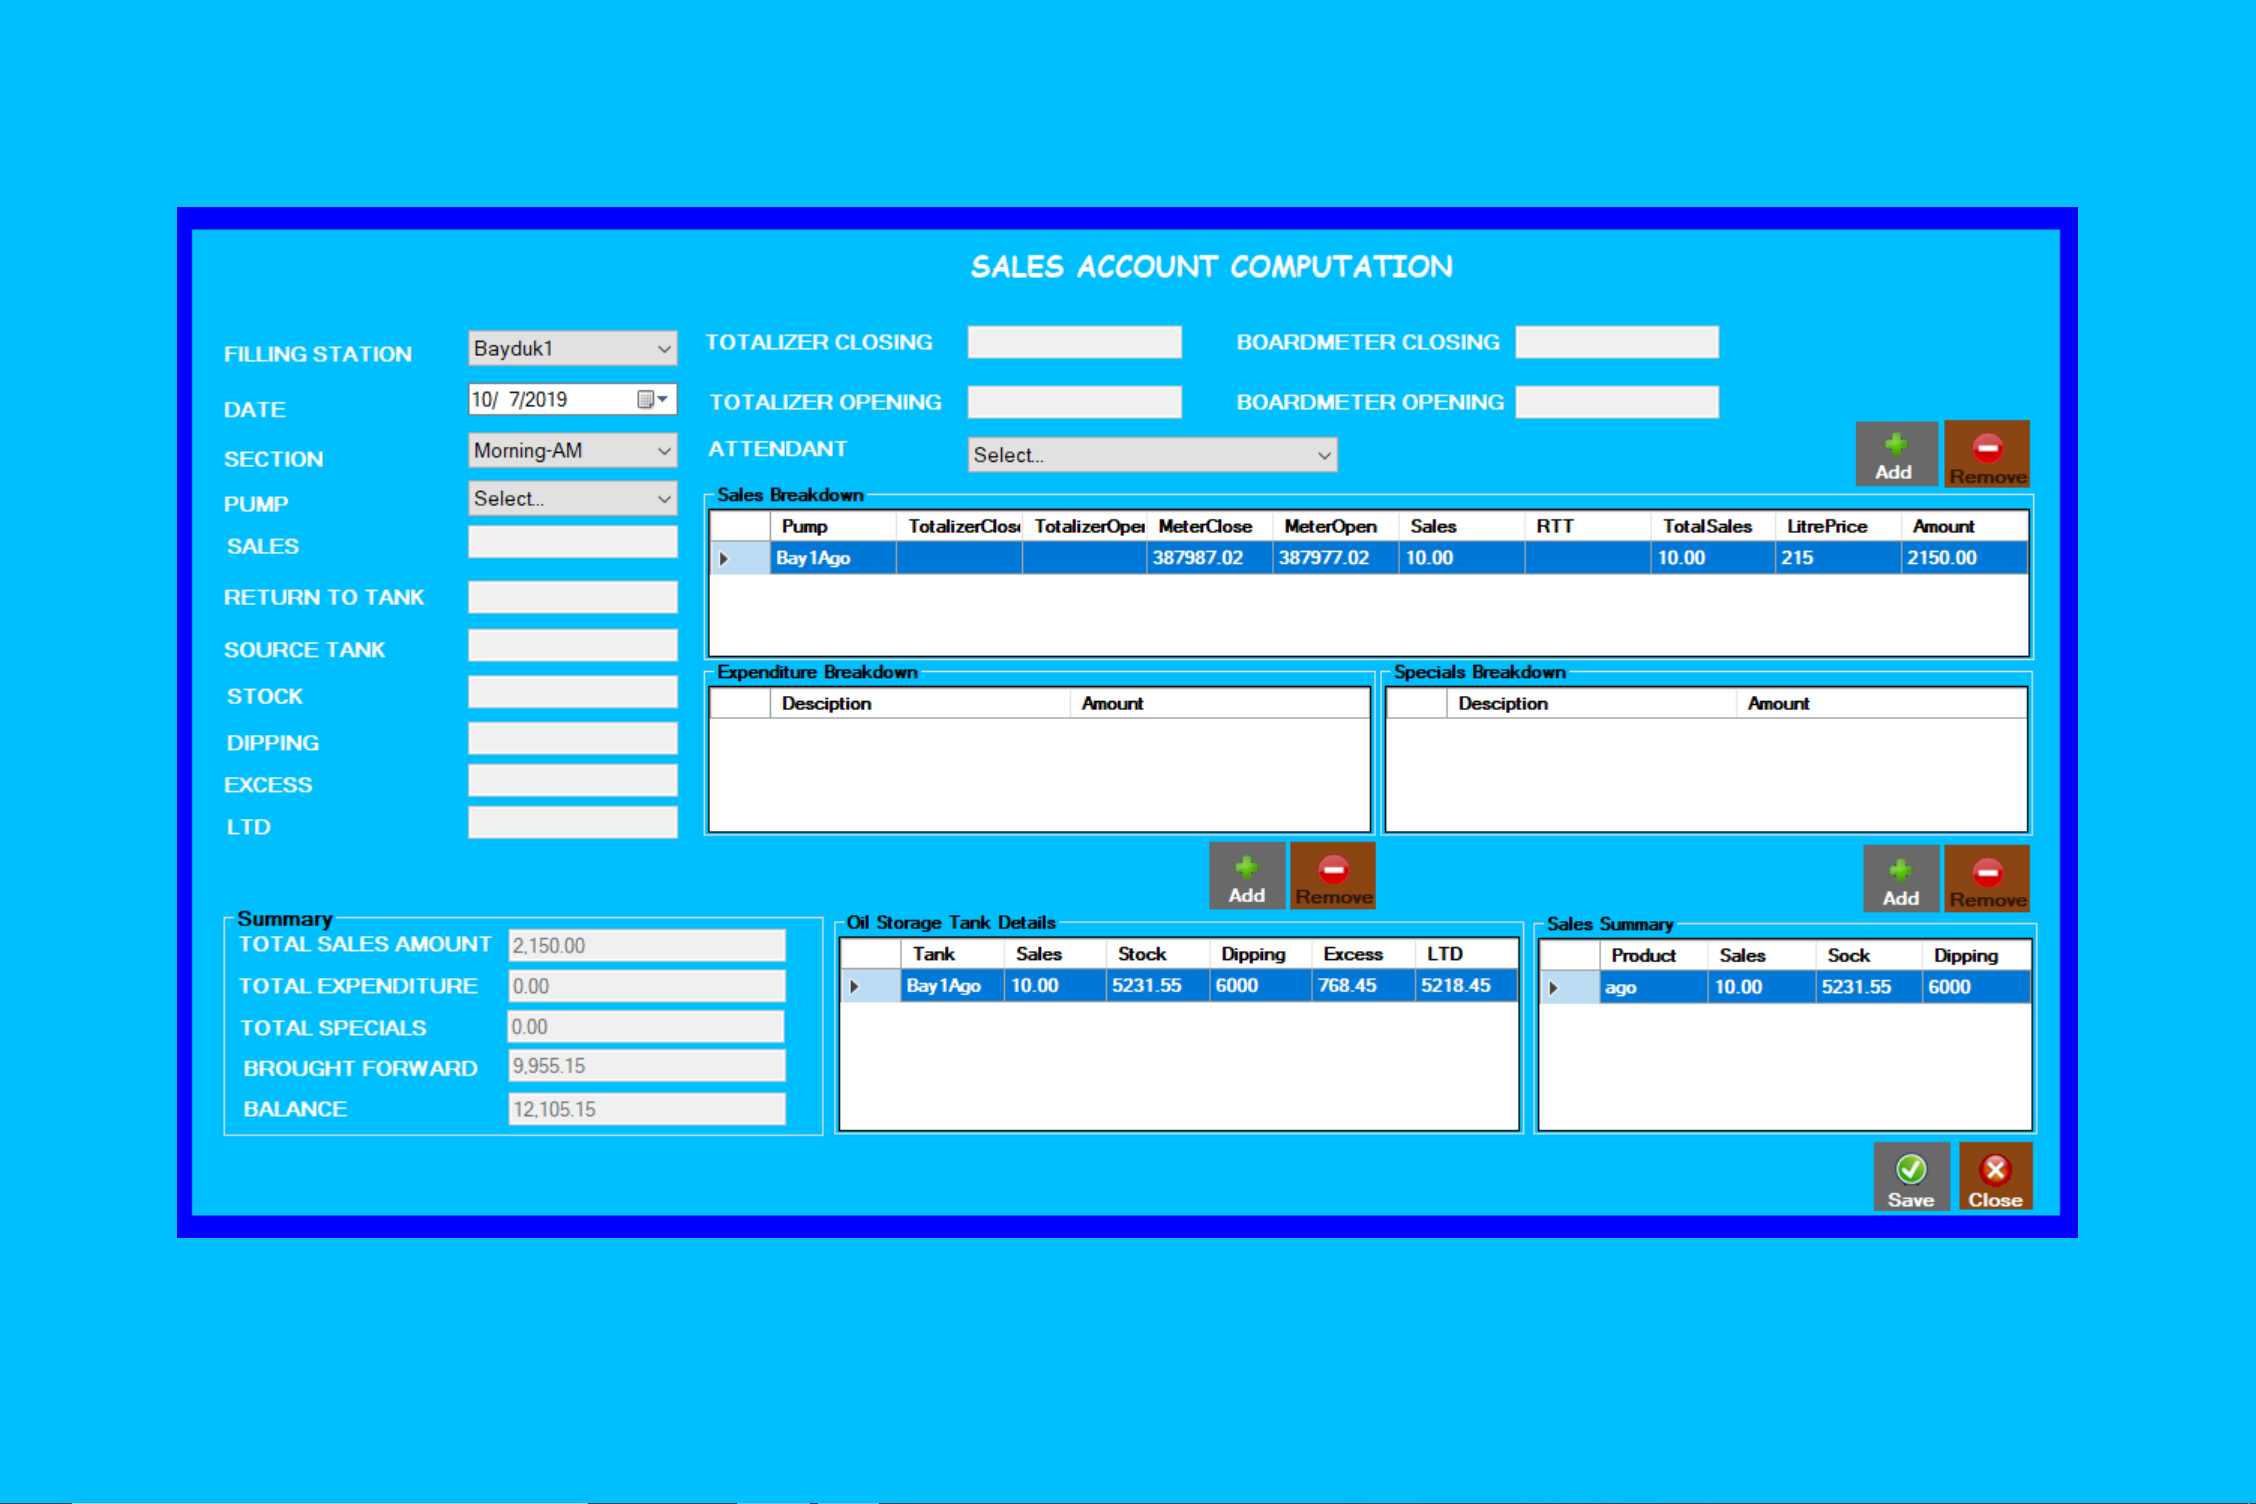 SALES ACCOUNT COMPUTATION
FILLING STATION Bayduk1 TOTALIZER CLOSING BOARDMETER CLOSING
DATE 10/ 7/2019 TOTALIZER OPENING BOARDMETER OPENING
SECTION Morning-AM ATTENDANT Select... Add Remove
PUMP Select...
SALES
RETURN TO TANK
SOURCE TANK
STOCK
DIPPING
EXCESS
LTD
Sales Breakdown
Pump TotalizerClose TotalizerOper MeterClose MeterOpen Sales RTT TotalSales LitrePrice Amount
Bay1Ago 387987.02 387977.02 10.00 10.00 215 2150.00
Expenditure Breakdown
Desciption Amount
Add Remove
Specials Breakdown
Desciption Amount
Add Remove
Summary
TOTAL SALES AMOUNT 2,150.00
TOTAL EXPENDITURE 0.00
TOTAL SPECIALS 0.00
BROUGHT FORWARD 9,955.15
BALANCE 12,105.15
Oil Storage Tank Details
Tank Sales Stock Dipping Excess LTD
Bay1Ago 10.00 5231.55 6000 768.45 5218.45
Sales Summary
Product Sales Sock Dipping
ago 10.00 5231.55 6000
Save Close